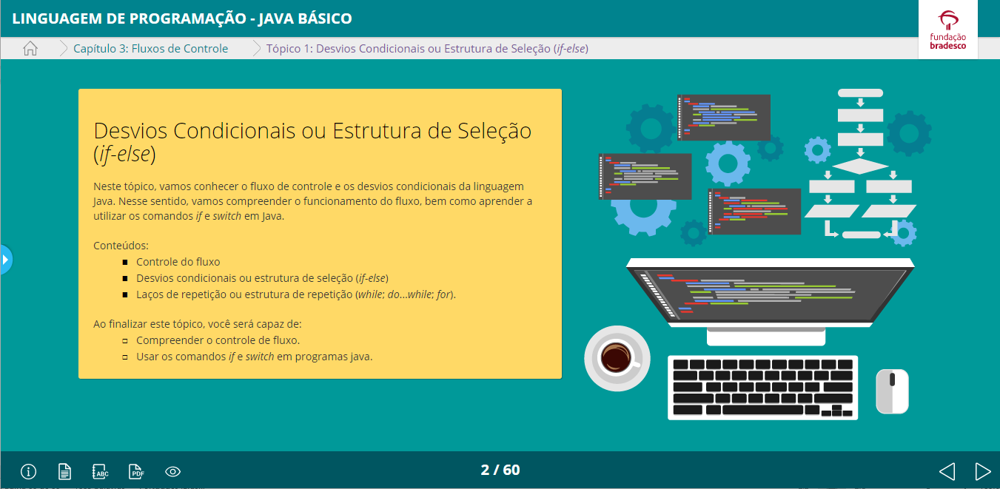 LINGUAGEM DE PROGRAMAÇÃO - JAVA BÁSICO
fundação
bradesco
Capítulo 3: Fluxos de Controle
Tópico 1: Desvios Condicionais ou Estrutura de Seleção (if-else)
Desvios Condicionais ou Estrutura de Seleção
(if-else)
Neste tópico, vamos conhecer o fluxo de controle e os desvios condicionais da linguagem
Java. Nesse sentido, vamos compreender o funcionamento do fluxo, bem como aprender a
utilizar os comandos if e switch em Java.
Conteúdos:
■ Controle do fluxo
■ Desvios condicionais ou estrutura de seleção (if-else)
■ Laços de repetição ou estrutura de repetição (while; do...while; for).
Ao finalizar este tópico, você será capaz de:
▫ Compreender o controle de fluxo.
▫ Usar os comandos if e switch em programas java.
ABC
PDF
2 / 60